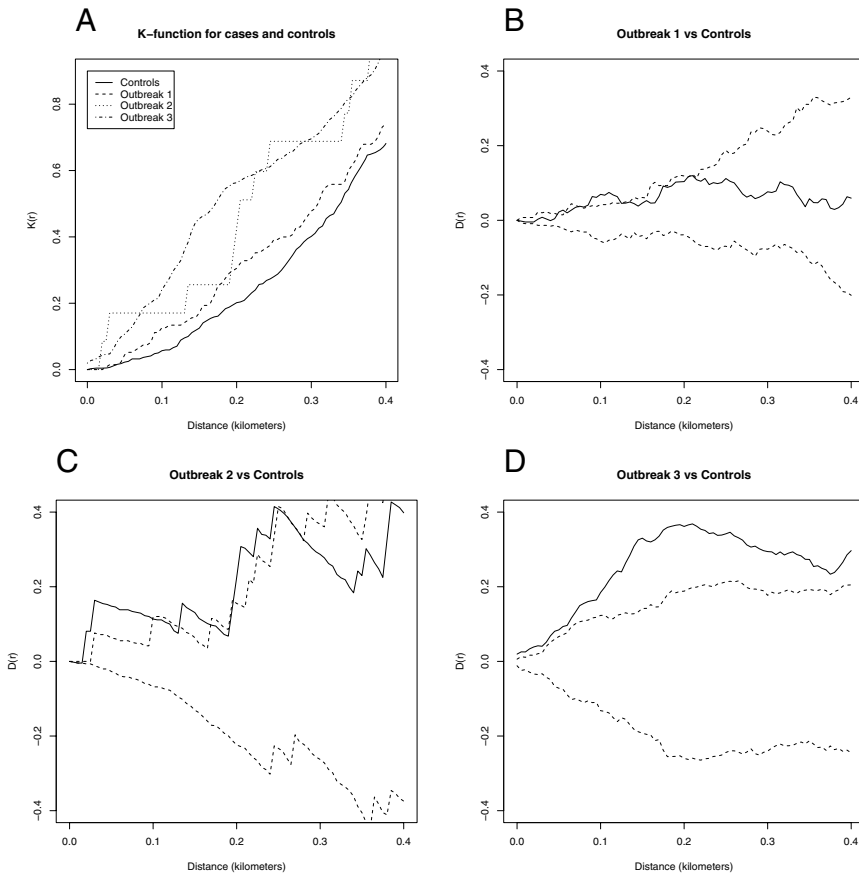 A
K−function for cases and controls
Controls
Outbreak 1
Outbreak 2
Outbreak 3
K(r)
0.0
0.2
0.4
0.6
0.8
0.0 0.1 0.2 0.3 0.4
Distance (kilometers)
B
Outbreak 1 vs Controls
D(r)
−0.4
−0.2
0.0
0.2
0.4
0.0 0.1 0.2 0.3 0.4
Distance (kilometers)
C
Outbreak 2 vs Controls
D(r)
−0.4
−0.2
0.0
0.2
0.4
0.0 0.1 0.2 0.3 0.4
Distance (kilometers)
D
Outbreak 3 vs Controls
D(r)
−0.4
−0.2
0.0
0.2
0.4
0.0 0.1 0.2 0.3 0.4
Distance (kilometers)